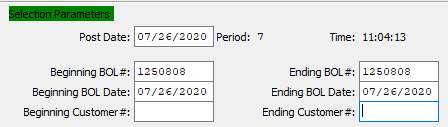 Selection Parameters
Post Date: 07/26/2020 Period: 7 Time: 11:04:13
Beginning BOL#: 1250808 Ending BOL#: 1250808
Beginning BOL Date: 07/26/2020 Ending BOL Date: 07/26/2020
Beginning Customer#: Ending Customer#: